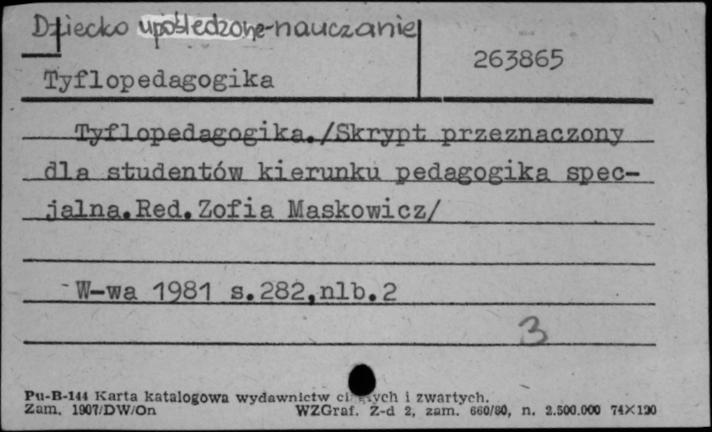 Dziecko upośledzone-nauczanie
263865
Tyflopedagogika
Tyflopedagogika./Skrypt przeznaczony
dla studentów kierunku pedagogika spec-
jalna.Red.Zofia Maskowicz/
W-wa 1981 s.282,nlb.2
3
Pu-B-144 Karta katalogowa wydawnictw i zwartych.
Zam. 1907/DW/On WZGraf. Z-d 2, zam. 660/80, n. 2.500.000 74X120